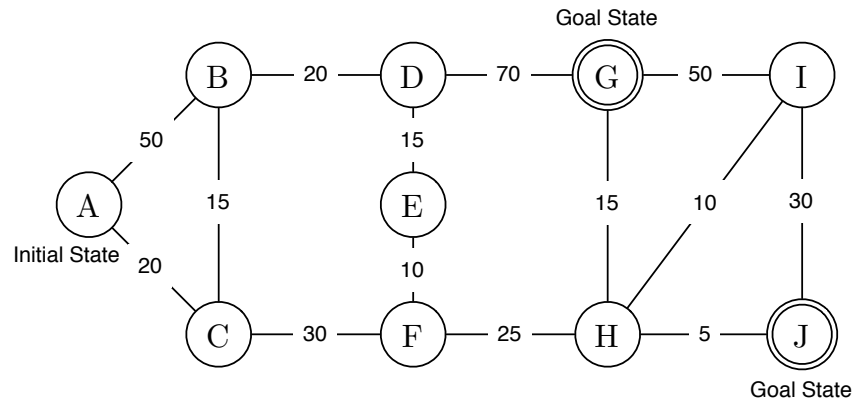 Goal State
B 20 D 70 G 50 I
50 15
A 15 E 15 10 30
Initial State
20 10
C 30 F 25 H 5 J
Goal State